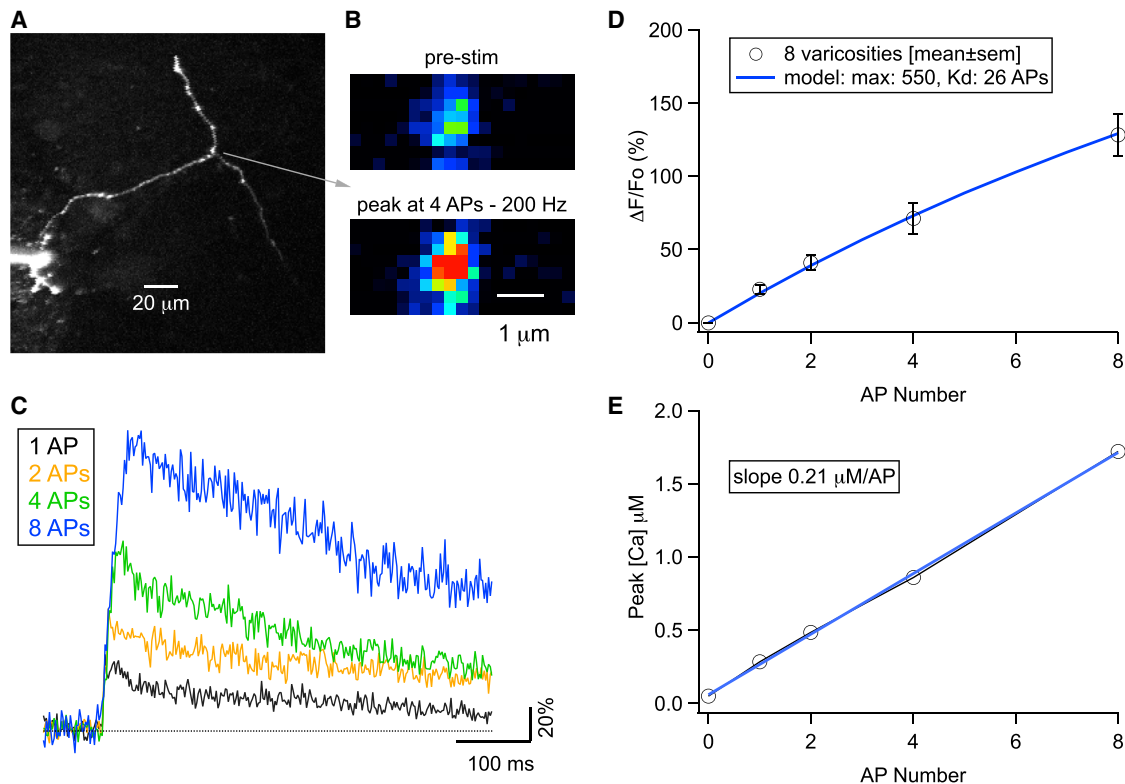 A
20 μm
B
pre-stim
peak at 4 APs - 200 Hz
1 μm
C
1 AP
2 APs
4 APs
8 APs
20%
100 ms
D
200
150
100
50
0
ΔF/Fo (%)
8 varicosities [mean±sem]
model: max: 550, Kd: 26 APs
0 2 4 6 8
AP Number
E
2.0
1.5
1.0
0.5
0.0
Peak [Ca] μM
slope 0.21 μM/AP
0 2 4 6 8
AP Number